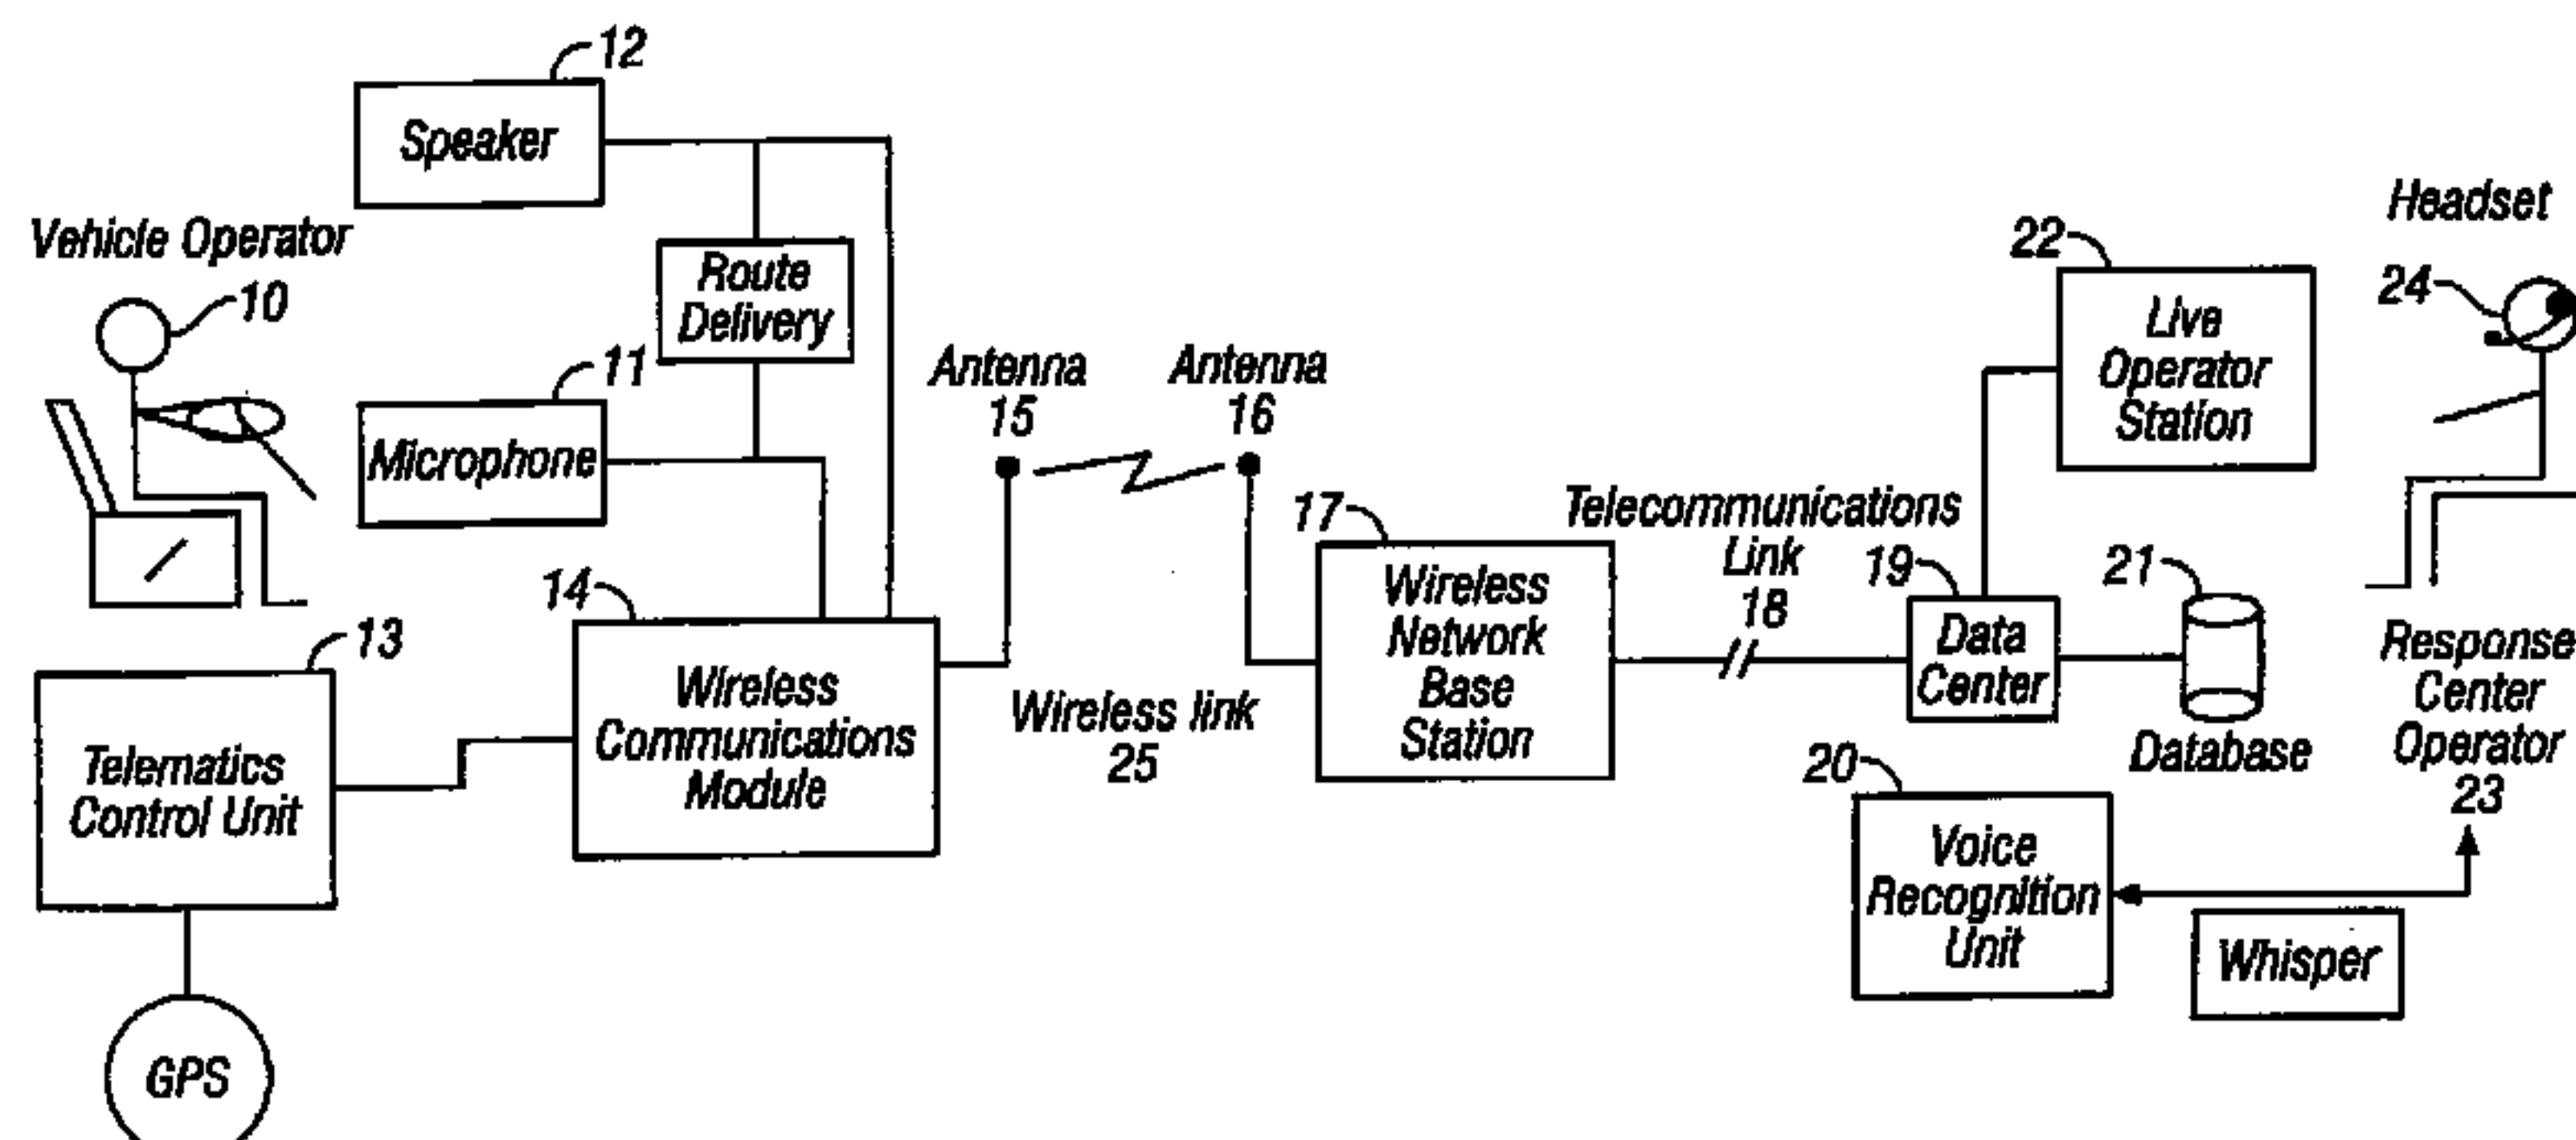 12
Speaker
Vehicle Operator
10
Route
Delivery
11
Microphone
Antenna
15
Antenna
16
Headset
24
22
Live
Operator
Station
17
Wireless
Network
Base
Station
Telecommunications
Link
18
19
Data
Center
21
Database
14
Wireless
Communications
Module
Wireless link
25
13
Telematics
Control Unit
GPS
20
Voice
Recognition
Unit
Response
Center
Operator
23
Whisper